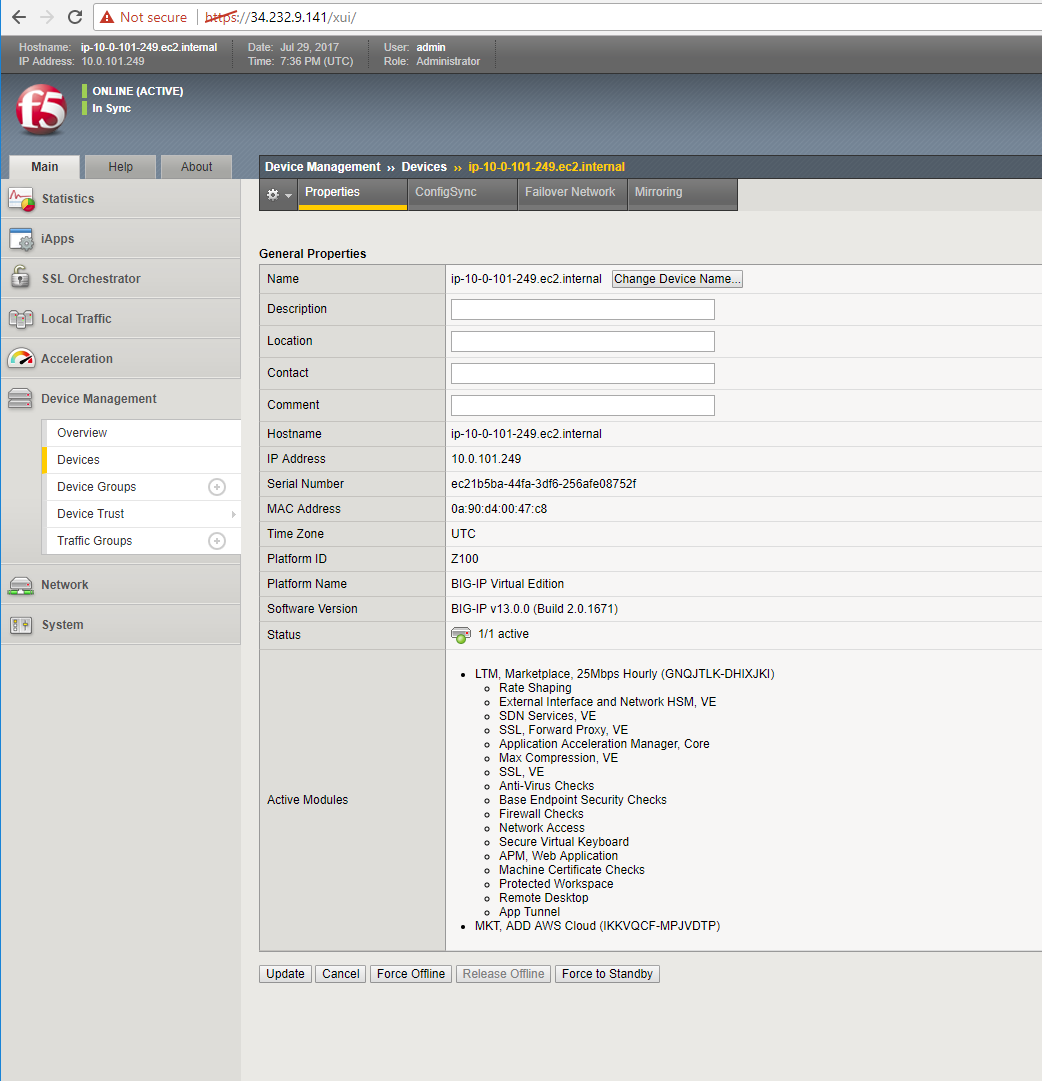 Not secure | https://34.232.9.141/xui/
Hostname: ip-10-0-101-249.ec2.internal
IP Address: 10.0.101.249
Date: Jul 29, 2017
Time: 7:36 PM (UTC)
User: admin
Role: Administrator
f5
ONLINE (ACTIVE)
In Sync
Main
Help
About
Statistics
iApps
SSL Orchestrator
Local Traffic
Acceleration
Device Management
Overview
Devices
Device Groups
Device Trust
Traffic Groups
Network
System
Device Management ›› Devices ›› ip-10-0-101-249.ec2.internal
Properties
ConfigSync
Failover Network
Mirroring
General Properties
Name ip-10-0-101-249.ec2.internal Change Device Name...
Description
Location
Contact
Comment
Hostname ip-10-0-101-249.ec2.internal
IP Address 10.0.101.249
Serial Number ec21b5ba-44fa-3df6-256afe08752f
MAC Address 0a:90:d4:00:47:c8
Time Zone UTC
Platform ID Z100
Platform Name BIG-IP Virtual Edition
Software Version BIG-IP v13.0.0 (Build 2.0.1671)
Status 1/1 active
Active Modules
LTM, Marketplace, 25Mbps Hourly (GNQJTLK-DHIXJKI)
Rate Shaping
External Interface and Network HSM, VE
SDN Services, VE
SSL, Forward Proxy, VE
Application Acceleration Manager, Core
Max Compression, VE
SSL, VE
Anti-Virus Checks
Base Endpoint Security Checks
Firewall Checks
Network Access
Secure Virtual Keyboard
APM, Web Application
Machine Certificate Checks
Protected Workspace
Remote Desktop
App Tunnel
MKT, ADD AWS Cloud (IKKVQCF-MPJVDTP)
Update
Cancel
Force Offline
Release Offline
Force to Standby